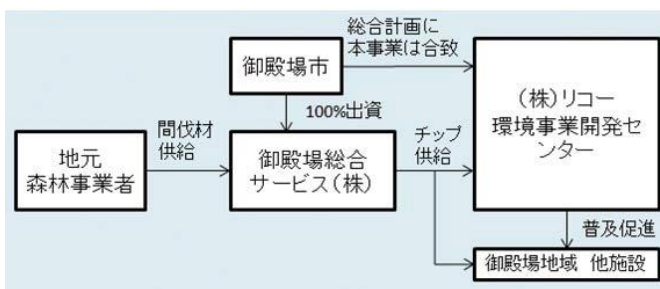 総合計画に
本事業は合致
御殿場市
(株)リコー
環境事業開発セ
ンター
100%出資
間伐材
供給
チップ
供給
地元
森林事業者
御殿場総合
サービス(株)
普及促進
御殿場地域 他施設